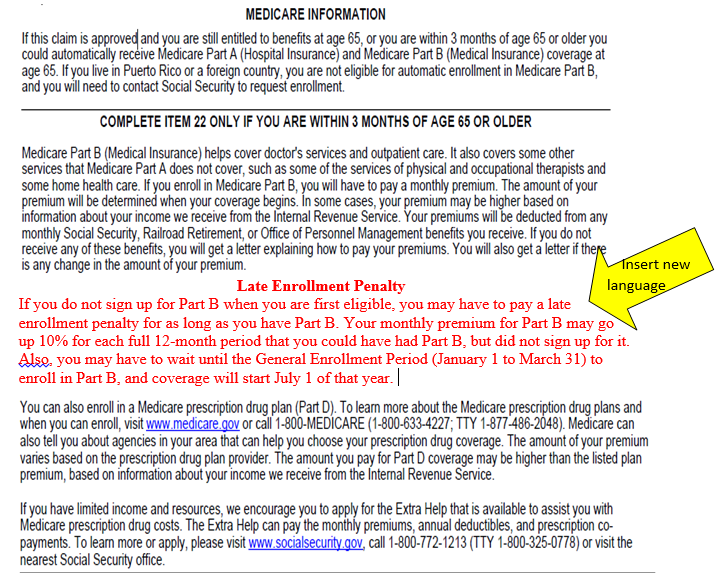 MEDICARE INFORMATION
If this claim is approved and you are still entitled to benefits at age 65, or you are within 3 months of age 65 or older you
could automatically receive Medicare Part A (Hospital Insurance) and Medicare Part B (Medical Insurance) coverage at
age 65. If you live in Puerto Rico or a foreign country, you are not eligible for automatic enrollment in Medicare Part B,
and you will need to contact Social Security to request enrollment.
COMPLETE ITEM 22 ONLY IF YOU ARE WITHIN 3 MONTHS OF AGE 65 OR OLDER
Medicare Part B (Medical Insurance) helps cover doctor's services and outpatient care. It also covers some other
services that Medicare Part A does not cover, such as some of the services of physical and occupational therapists and
some home health care. If you enroll in Medicare Part B, you will have to pay a monthly premium. The amount of your
premium will be determined when your coverage begins. In some cases, your premium may be higher based on
information about your income we receive from the Internal Revenue Service. Your premiums will be deducted from any
monthly Social Security, Railroad Retirement, or Office of Personnel Management benefits you receive. If you do not
receive any of these benefits, you will get a letter explaining how to pay your premiums. You will also get a letter if there
is any change in the amount of your premium.
Insert new
language
Late Enrollment Penalty
If you do not sign up for Part B when you are first eligible, you may have to pay a late
enrollment penalty for as long as you have Part B. Your monthly premium for Part B may go
up 10% for each full 12-month period that you could have had Part B, but did not sign up for it.
Also, you may have to wait until the General Enrollment Period (January 1 to March 31) to
enroll in Part B, and coverage will start July 1 of that year.
You can also enroll in a Medicare prescription drug plan (Part D). To learn more about the Medicare prescription drug plans and
when you can enroll, visit www.medicare.gov or call 1-800-MEDICARE (1-800-633-4227; TTY 1-877-486-2048). Medicare can
also tell you about agencies in your area that can help you choose your prescription drug coverage. The amount of your premium
varies based on the prescription drug plan provider. The amount you pay for Part D coverage may be higher than the listed plan
premium, based on information about your income we receive from the Internal Revenue Service.
If you have limited income and resources, we encourage you to apply for the Extra Help that is available to assist you with
Medicare prescription drug costs. The Extra Help can pay the monthly premiums, annual deductibles, and prescription co-
payments. To learn more or apply, please visit www.socialsecurity.gov, call 1-800-772-1213 (TTY 1-800-325-0778) or visit the
nearest Social Security office.